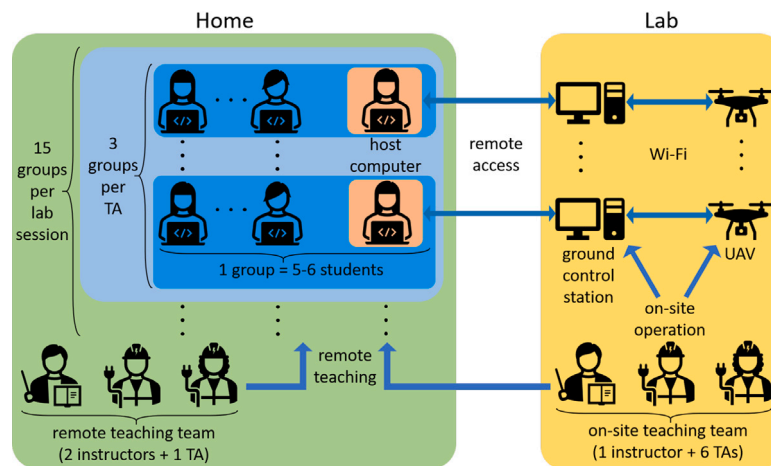 Home
Lab
15
groups
per
lab
session
3
groups
per
TA
</>
</>
</>
host
computer
remote
access
Wi-Fi
</>
</>
</>
1 group = 5-6 students
ground
control
station
UAV
on-site
operation
remote
teaching
remote teaching team
(2 instructors + 1 TA)
on-site teaching team
(1 instructor + 6 TAs)